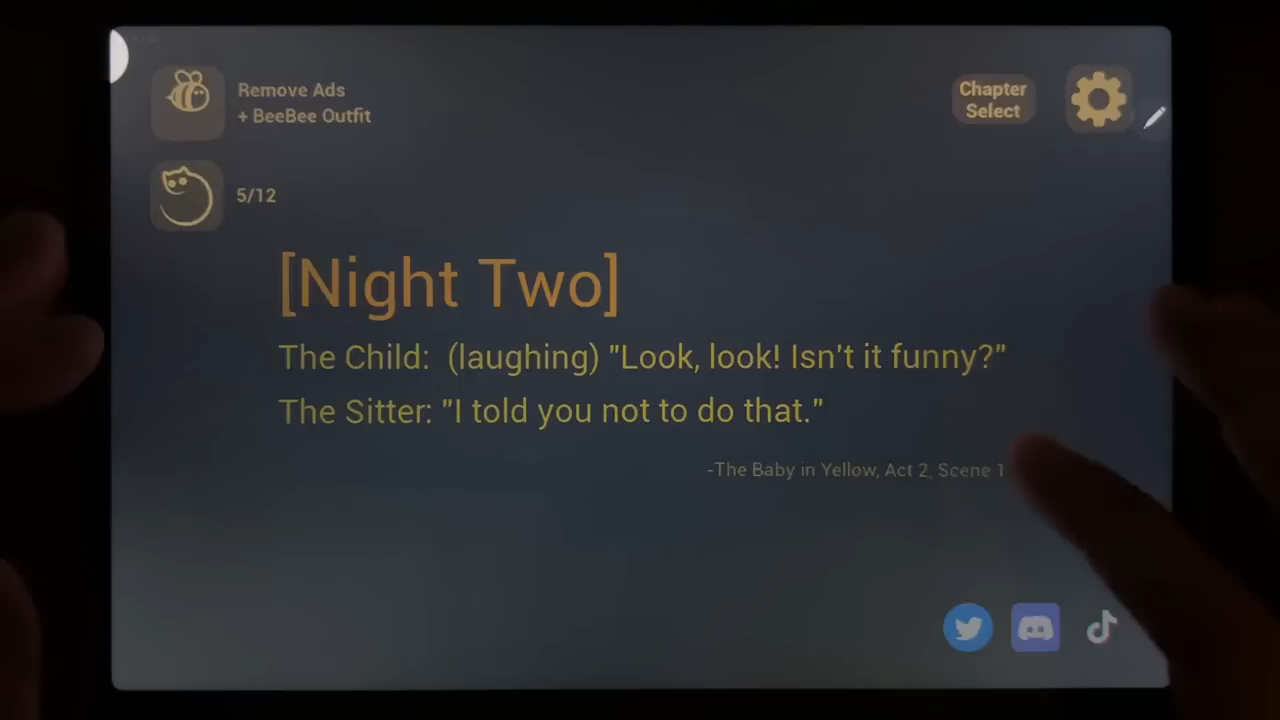 Remove Ads
+ BeeBee Outfit
Chapter
Select
5/12
[Night Two]
The Child:  (laughing) "Look, look! Isn't it funny?"
The Sitter: "I told you not to do that."
-The Baby in Yellow, Act 2, Scene 1